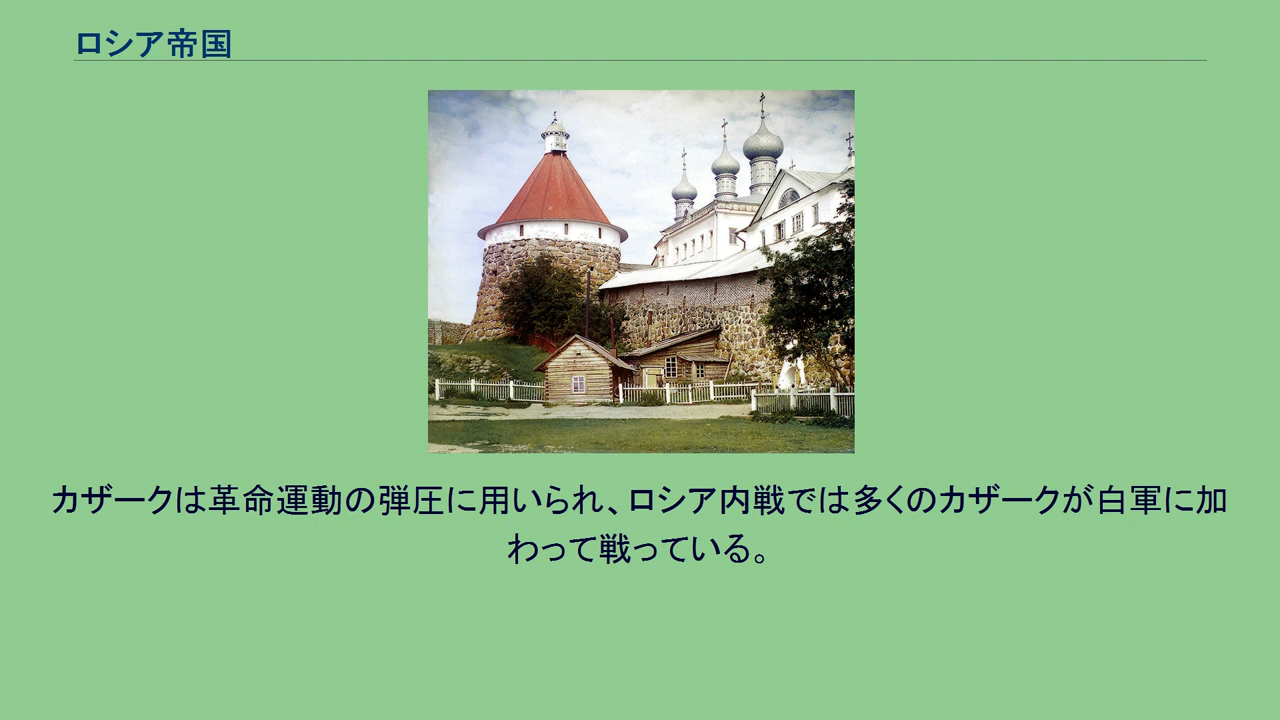 ロシア帝国
カザークは革命運動の弾圧に用いられ、ロシア内戦では多くのカザークが白軍に加
わって戦っている。